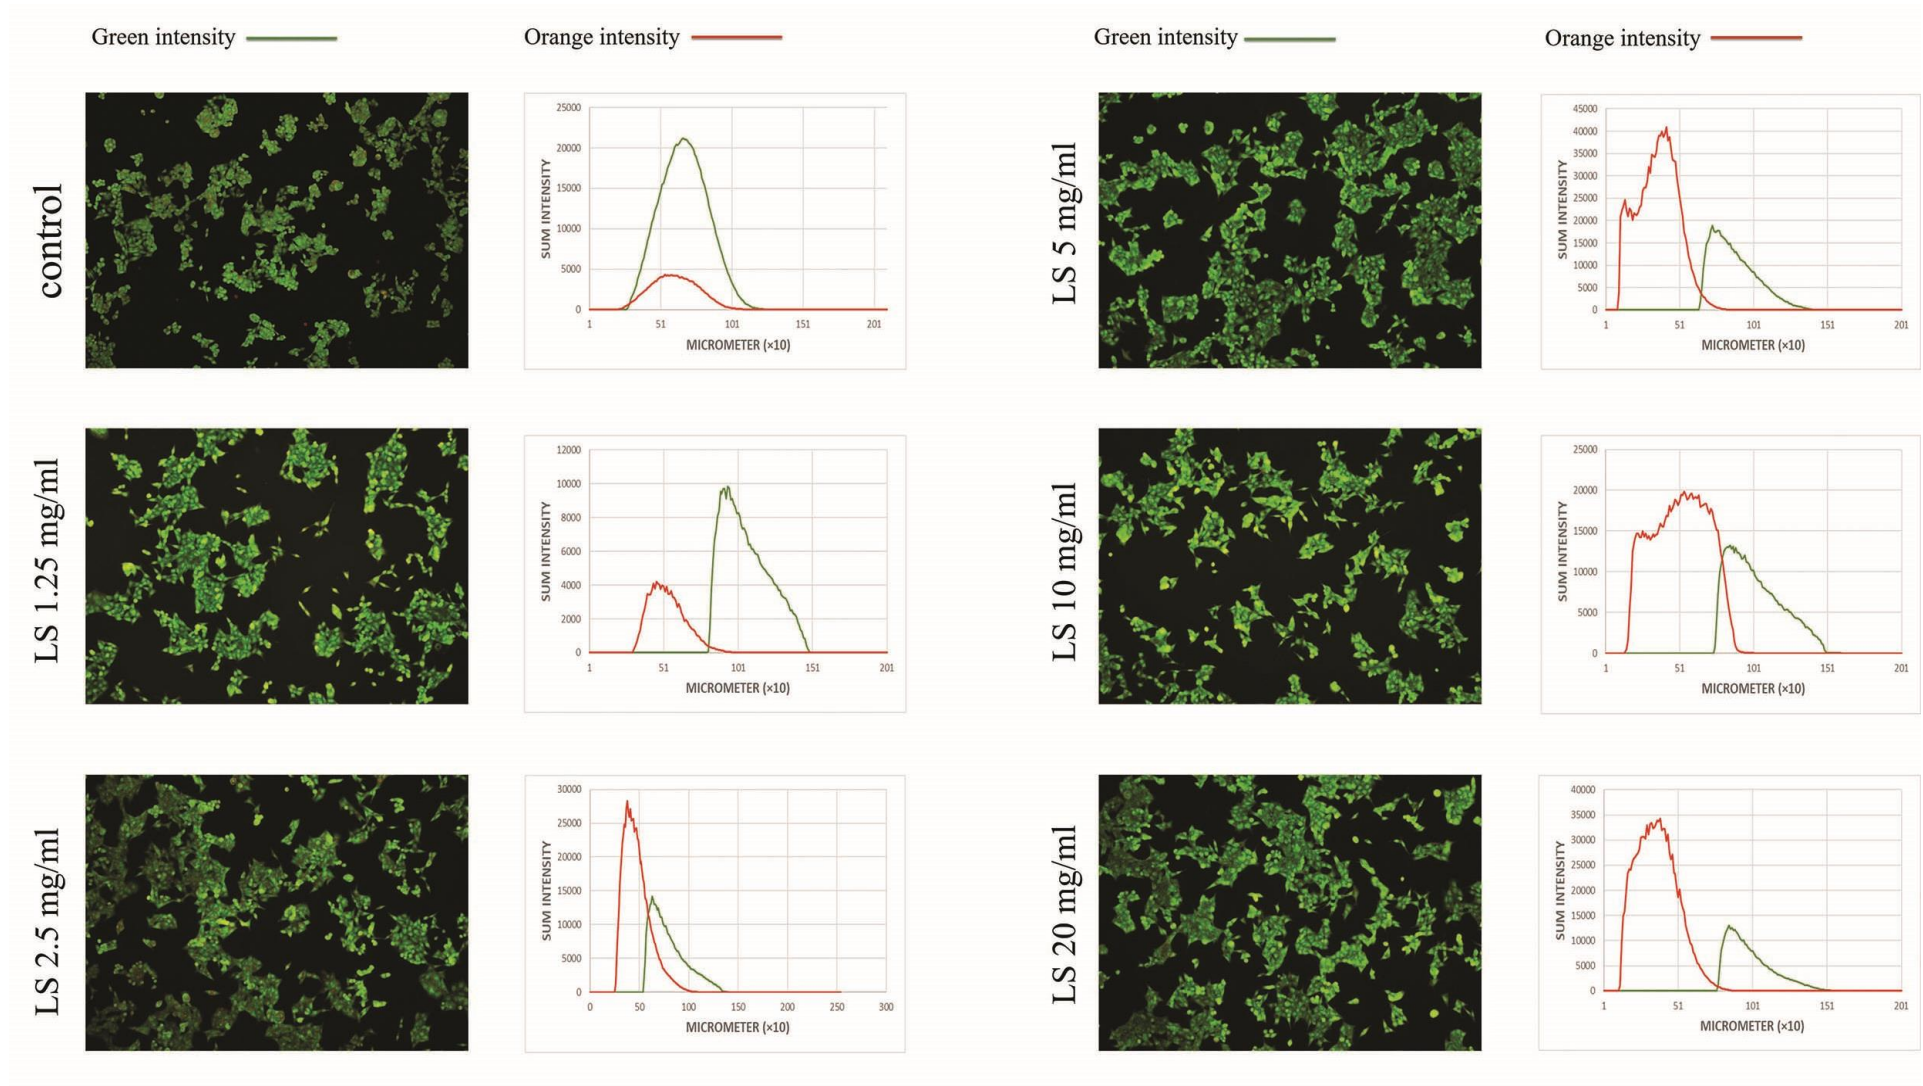 Green intensity
Orange intensity
Green intensity
Orange intensity
control
25000
20000
15000
10000
5000
0
SUM INTENSITY
1 51 101 151 201
MICROMETER (×10)
LS 5 mg/ml
45000
40000
35000
30000
25000
20000
15000
10000
5000
0
SUM INTENSITY
1 51 101 151 201
MICROMETER (×10)
LS 1.25 mg/ml
12000
10000
8000
6000
4000
2000
0
SUM INTENSITY
1 51 101 151 201
MICROMETER (×10)
LS 10 mg/ml
25000
20000
15000
10000
5000
0
SUM INTENSITY
1 51 101 151 201
MICROMETER (×10)
LS 2.5 mg/ml
30000
25000
20000
15000
10000
5000
0
SUM INTENSITY
0 50 100 150 200 250 300
MICROMETER (×10)
LS 20 mg/ml
40000
35000
30000
25000
20000
15000
10000
5000
0
SUM INTENSITY
1 51 101 151 201
MICROMETER (×10)